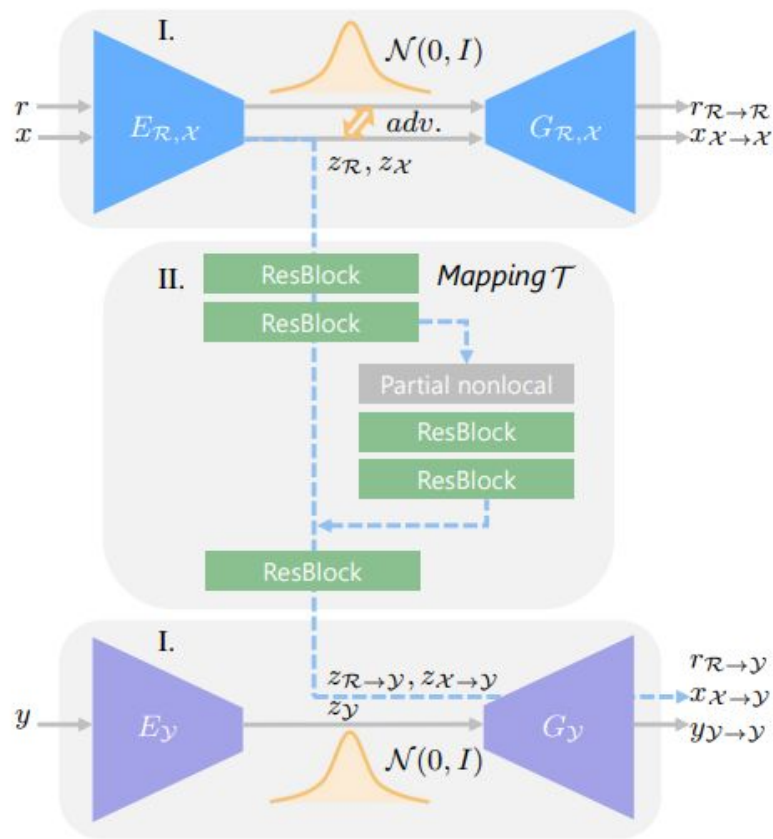 I.
𝒩(0, I)
r
x
E_{ℛ,𝒳}
adv.
G_{ℛ,𝒳}
r_{ℛ→ℛ}
x_{𝒳→𝒳}
z_ℛ, z_𝒳
II.
ResBlock
Mapping 𝒯
ResBlock
Partial nonlocal
ResBlock
ResBlock
ResBlock
I.
z_{ℛ→𝒴}, z_{𝒳→𝒴}
r_{ℛ→𝒴}
x_{𝒳→𝒴}
y
E_𝒴
z_𝒴
G_𝒴
y_{𝒴→𝒴}
𝒩(0, I)